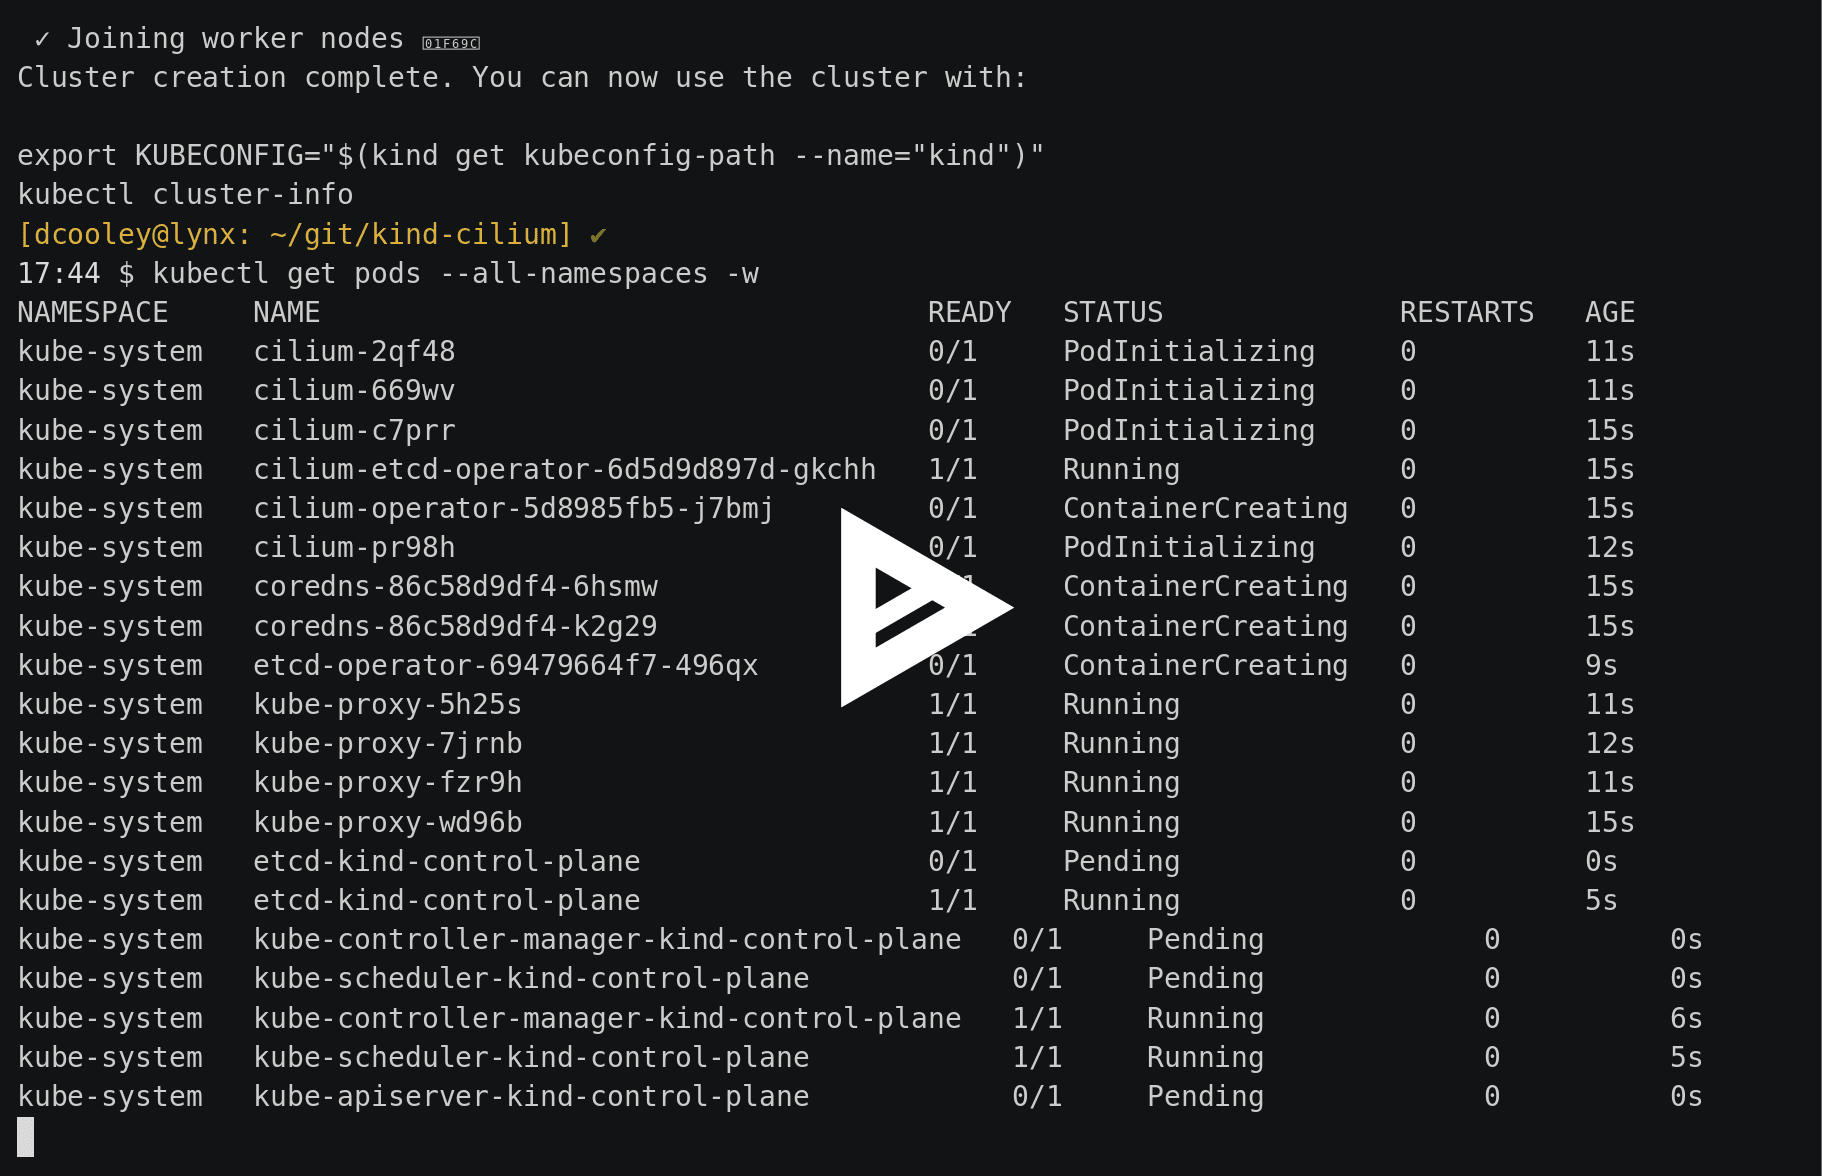 ✓ Joining worker nodes 01F69C
Cluster creation complete. You can now use the cluster with:

export KUBECONFIG="$(kind get kubeconfig-path --name="kind")"
kubectl cluster-info
[dcooley@lynx: ~/git/kind-cilium] ✔
17:44 $ kubectl get pods --all-namespaces -w
NAMESPACE     NAME                                    READY   STATUS              RESTARTS   AGE
kube-system   cilium-2qf48                            0/1     PodInitializing     0          11s
kube-system   cilium-669wv                            0/1     PodInitializing     0          11s
kube-system   cilium-c7prr                            0/1     PodInitializing     0          15s
kube-system   cilium-etcd-operator-6d5d9d897d-gkchh   1/1     Running             0          15s
kube-system   cilium-operator-5d8985fb5-j7bmj         0/1     ContainerCreating   0          15s
kube-system   cilium-pr98h                            0/1     PodInitializing     0          12s
kube-system   coredns-86c58d9df4-6hsmw                        ContainerCreating   0          15s
kube-system   coredns-86c58d9df4-k2g29                        ContainerCreating   0          15s
kube-system   etcd-operator-69479664f7-496qx          0/1     ContainerCreating   0          9s
kube-system   kube-proxy-5h25s                        1/1     Running             0          11s
kube-system   kube-proxy-7jrnb                        1/1     Running             0          12s
kube-system   kube-proxy-fzr9h                        1/1     Running             0          11s
kube-system   kube-proxy-wd96b                        1/1     Running             0          15s
kube-system   etcd-kind-control-plane                 0/1     Pending             0          0s
kube-system   etcd-kind-control-plane                 1/1     Running             0          5s
kube-system   kube-controller-manager-kind-control-plane   0/1     Pending             0          0s
kube-system   kube-scheduler-kind-control-plane            0/1     Pending             0          0s
kube-system   kube-controller-manager-kind-control-plane   1/1     Running             0          6s
kube-system   kube-scheduler-kind-control-plane            1/1     Running             0          5s
kube-system   kube-apiserver-kind-control-plane            0/1     Pending             0          0s